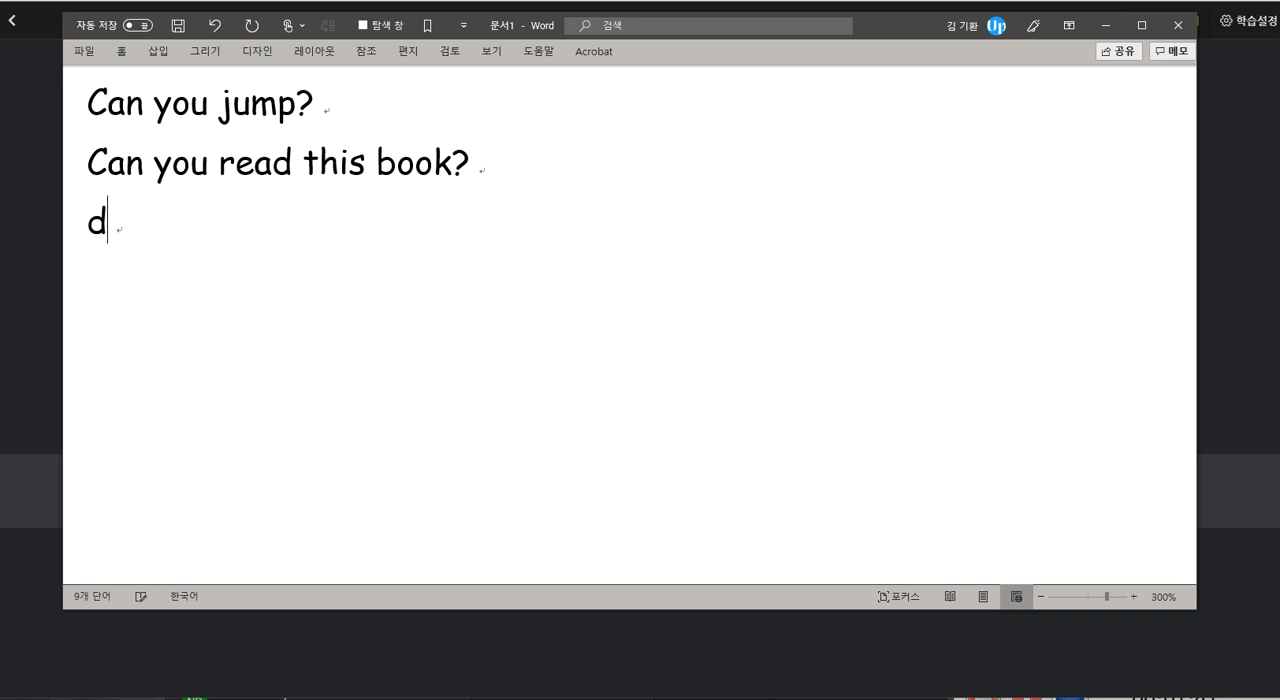 학습설정
자동 저장 끔 탐색 창 문서1 - Word 검색 김 기환 Up
파일 홈 삽입 그리기 디자인 레이아웃 참조 편지 검토 보기 도움말 Acrobat 공유 메모
Can you jump?
Can you read this book?
d
9개 단어 한국어 포커스 300%